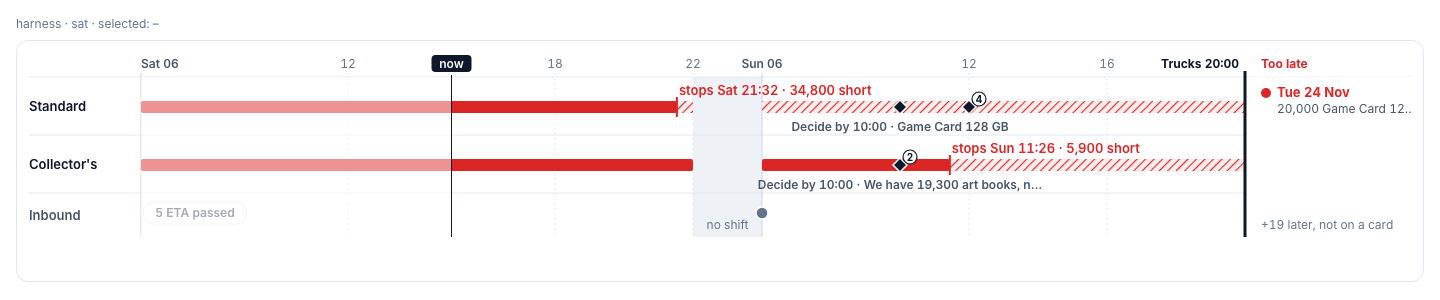 harness · sat · selected: –
Sat 06 12 now 18 22 Sun 06 12 16 Trucks 20:00 Too late
stops Sat 21:32 · 34,800 short
Standard
4
Decide by 10:00 · Game Card 128 GB
Tue 24 Nov
20,000 Game Card 12..
stops Sun 11:26 · 5,900 short
Collector's
2
Decide by 10:00 · We have 19,300 art books, n...
Inbound
5 ETA passed
no shift
+19 later, not on a card